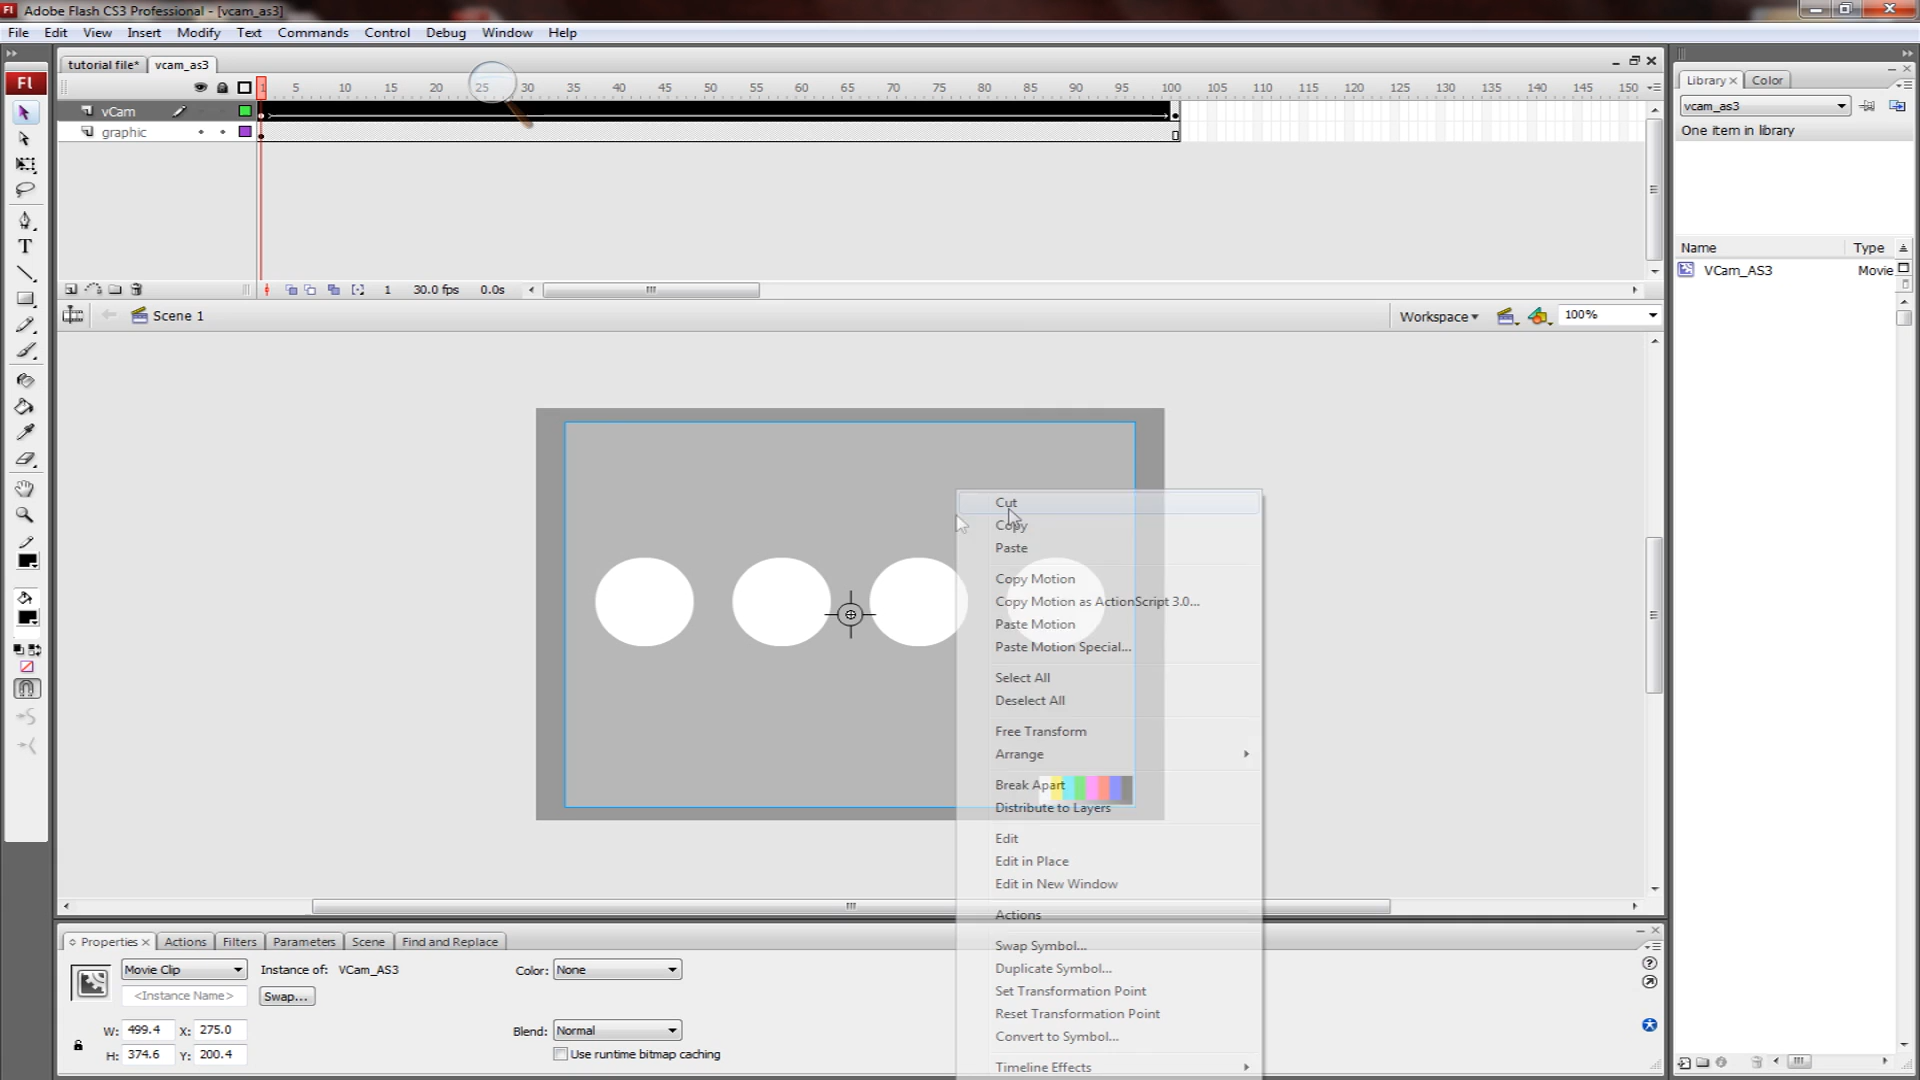 Fl Adobe Flash CS3 Professional - [vcam_as3]
File Edit View Insert Modify Text Commands Control Debug Window Help
tutorial file* vcam_as3
Fl
1 5 10 15 20 25 30 35 40 45 50 55 60 65 70 75 80 85 90 95 100 105 110 115 120 125 130 135 140 145 150
vCam
graphic
1 30.0 fps 0.0s
Scene 1
Workspace 100%
Library Color
vcam_as3
One item in library
Name Type
VCam_AS3 Movie
T
Cut
Copy
Paste
Copy Motion
Copy Motion as ActionScript 3.0...
Paste Motion
Paste Motion Special...
Select All
Deselect All
Free Transform
Arrange
Break Apart
Distribute to Layers
Edit
Edit in Place
Edit in New Window
Actions
Swap Symbol...
Duplicate Symbol...
Set Transformation Point
Reset Transformation Point
Convert to Symbol...
Timeline Effects
Properties Actions Filters Parameters Scene Find and Replace
Movie Clip Instance of: VCam_AS3 Color: None
<Instance Name> Swap...
W: 499.4 X: 275.0 Blend: Normal
H: 374.6 Y: 200.4 Use runtime bitmap caching